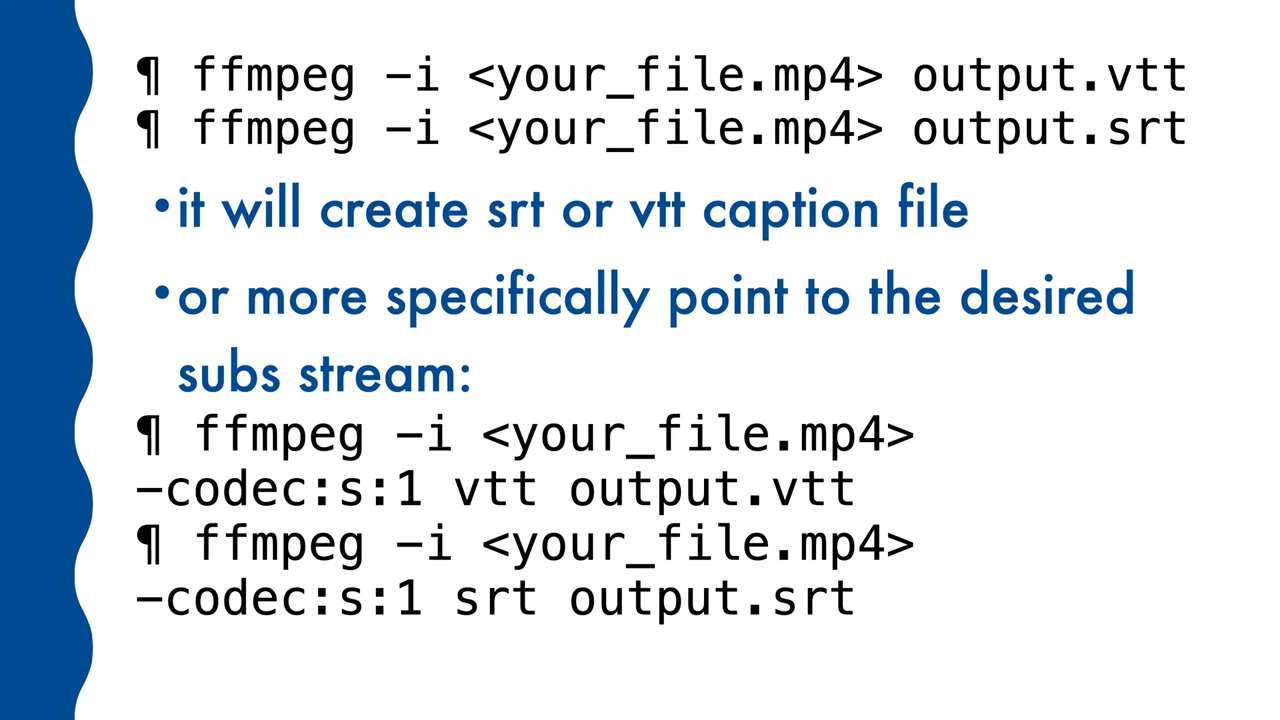 ¶ ffmpeg -i <your_file.mp4> output.vtt
¶ ffmpeg -i <your_file.mp4> output.srt
•it will create srt or vtt caption file
•or more specifically point to the desired
subs stream:
¶ ffmpeg -i <your_file.mp4>
-codec:s:1 vtt output.vtt
¶ ffmpeg -i <your_file.mp4>
-codec:s:1 srt output.srt